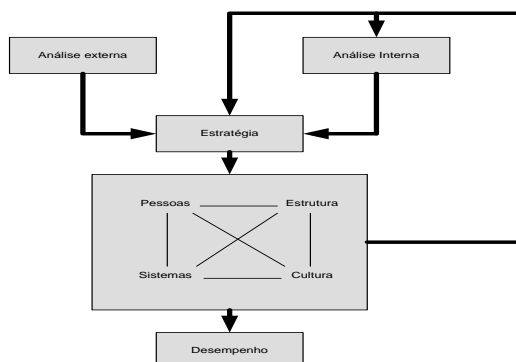 Análise externa
Análise Interna
Estratégia
Pessoas
Estrutura
Sistemas
Cultura
Desempenho